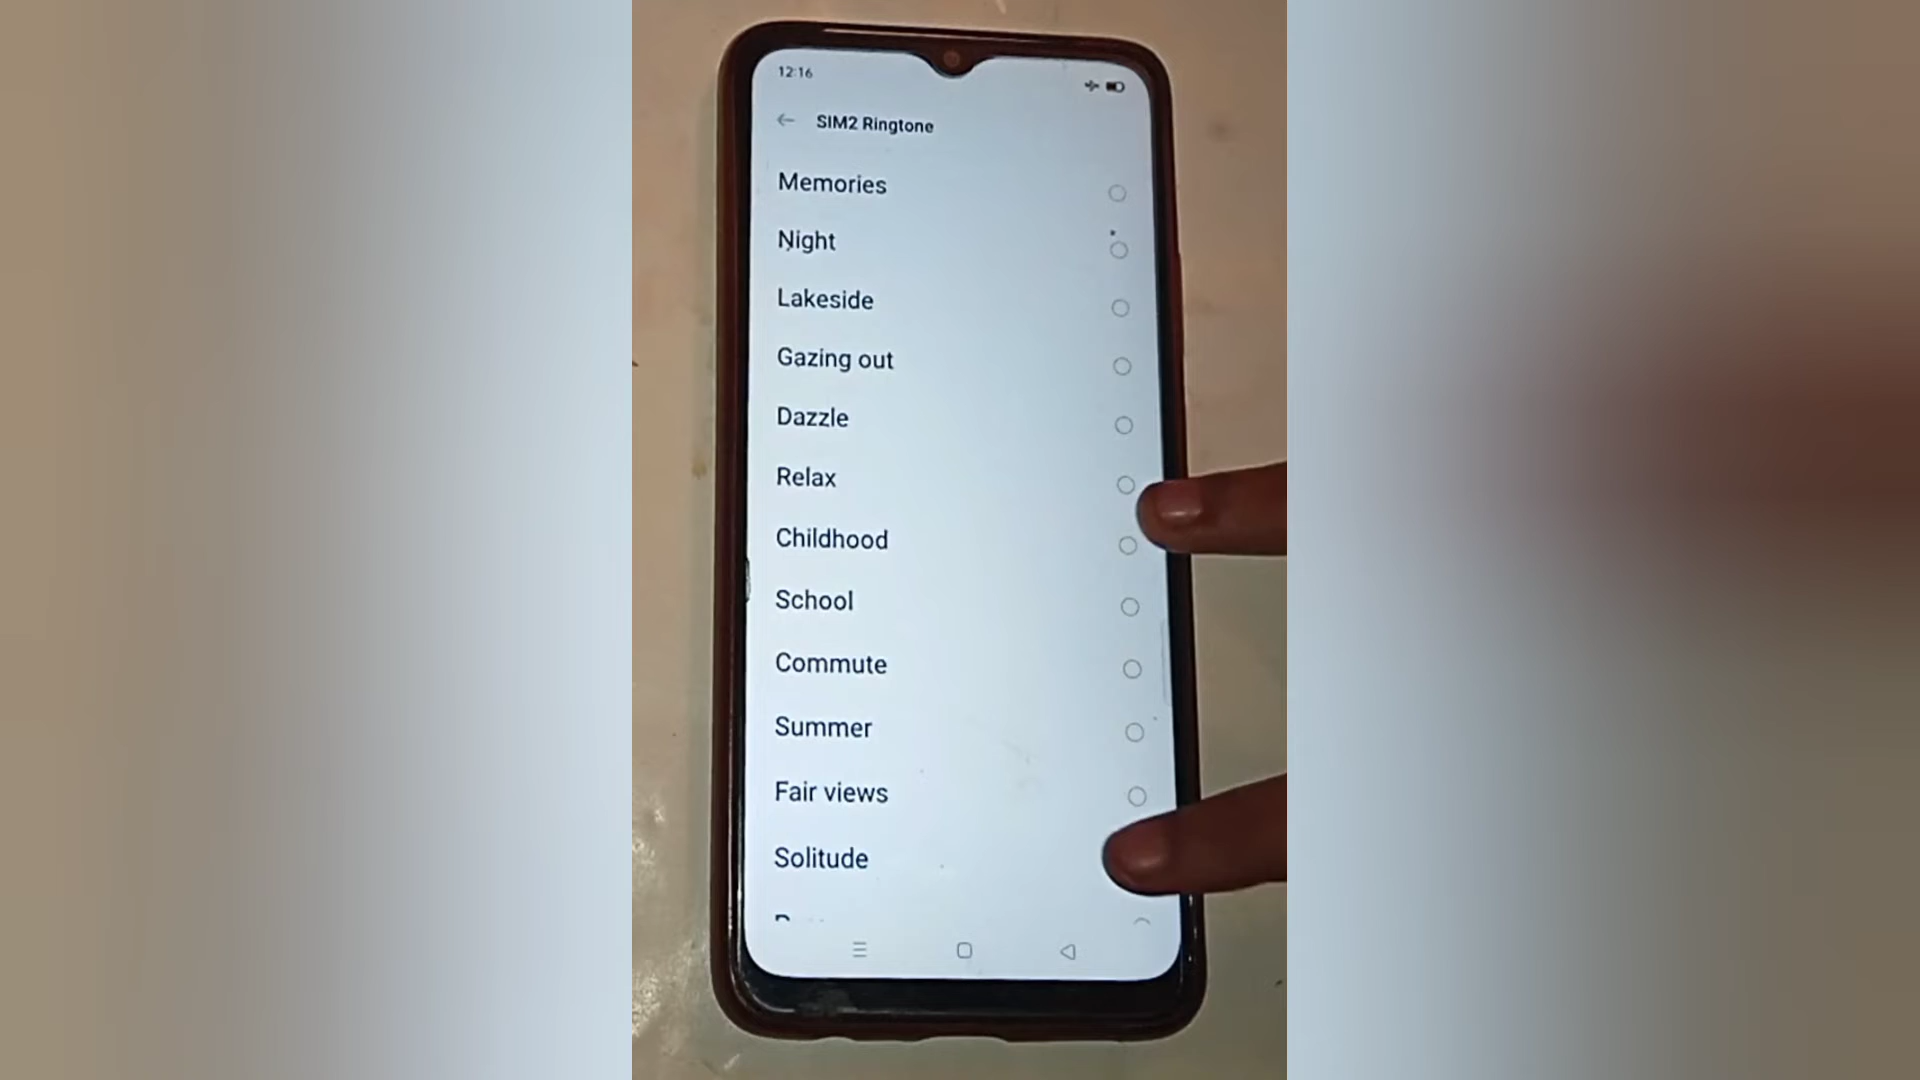 12:16
SIM2 Ringtone
Memories
Night
Lakeside
Gazing out
Dazzle
Relax
Childhood
School
Commute
Summer
Fair views
Solitude